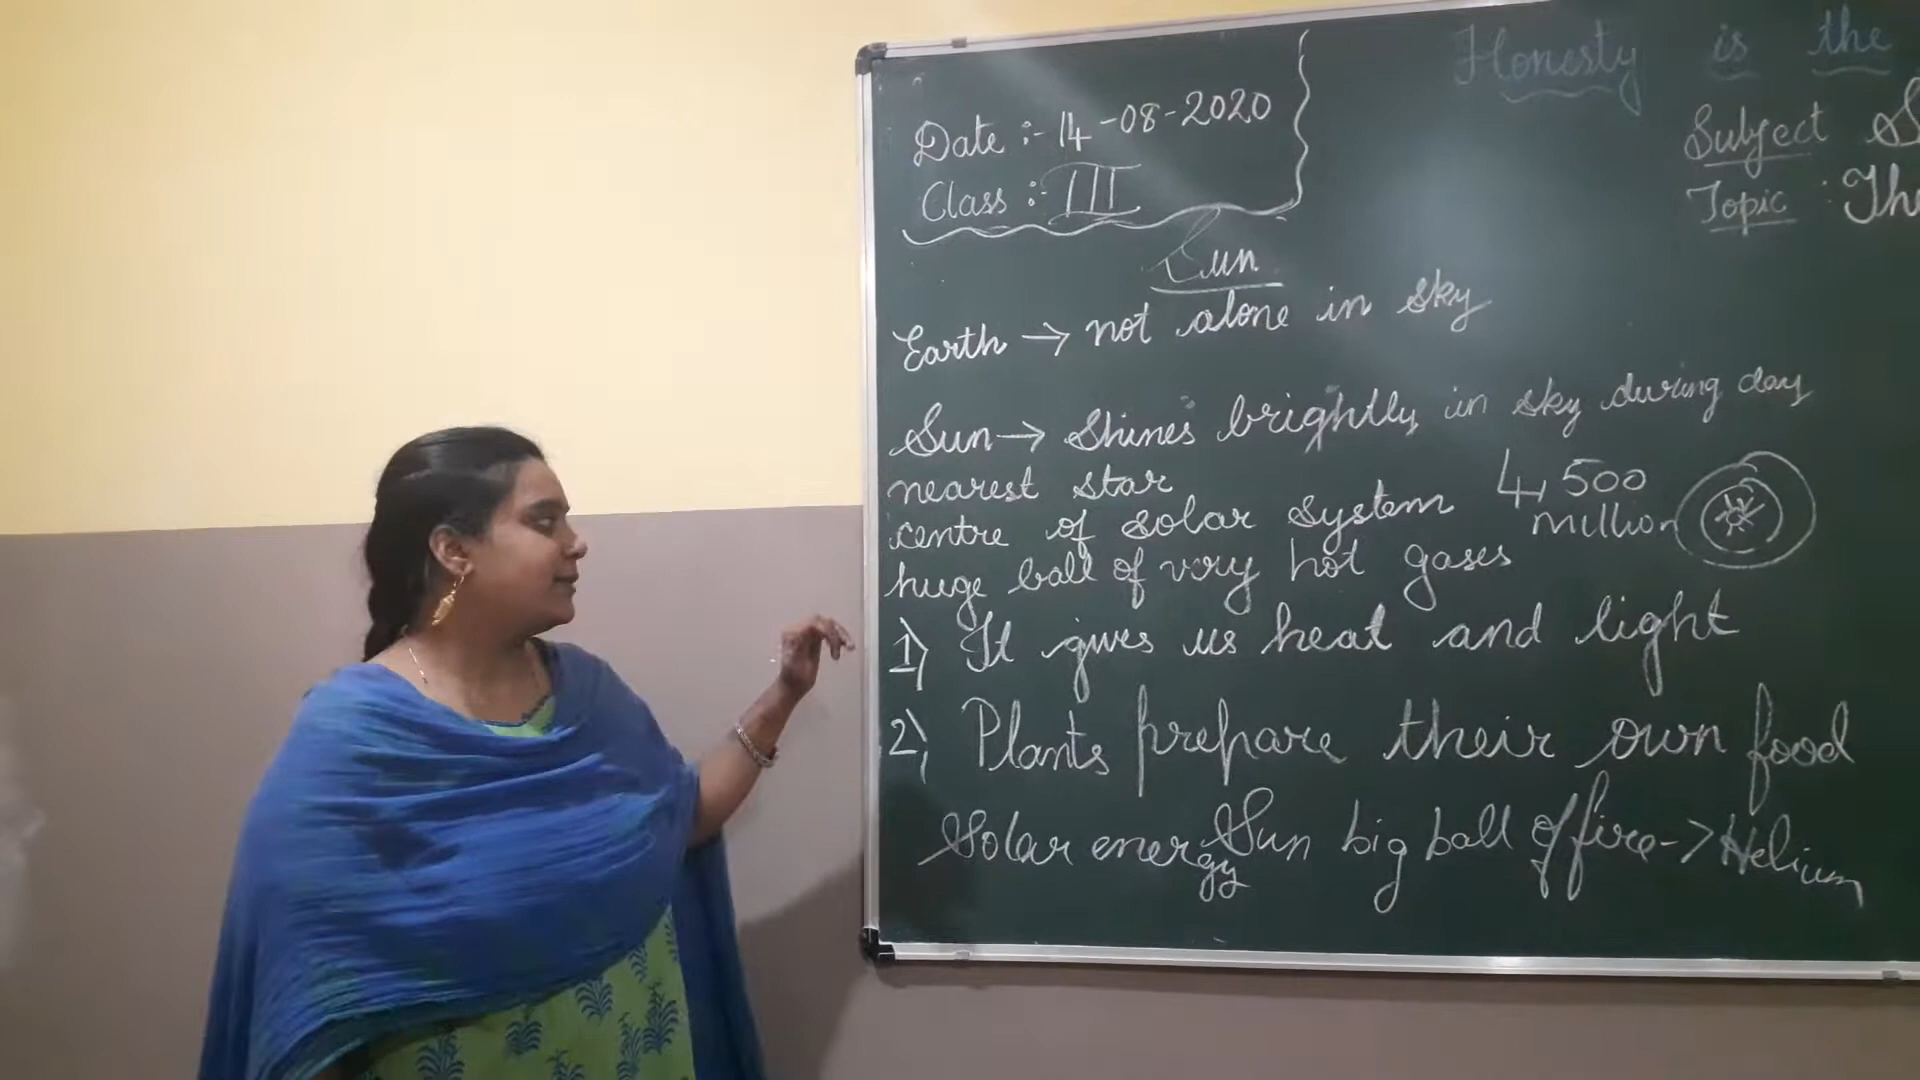 Honesty is the
Date :- 14-08-2020
Class :- III
Subject S
Topic : Th
Sun
Earth → not alone in sky
Sun → Shines brightly in sky during day
nearest star
centre of solar system 4,500 million
huge ball of very hot gases
1) It gives us heat and light
2) Plants prepare their own food
Solar energy Sun big ball of fire -> Helium